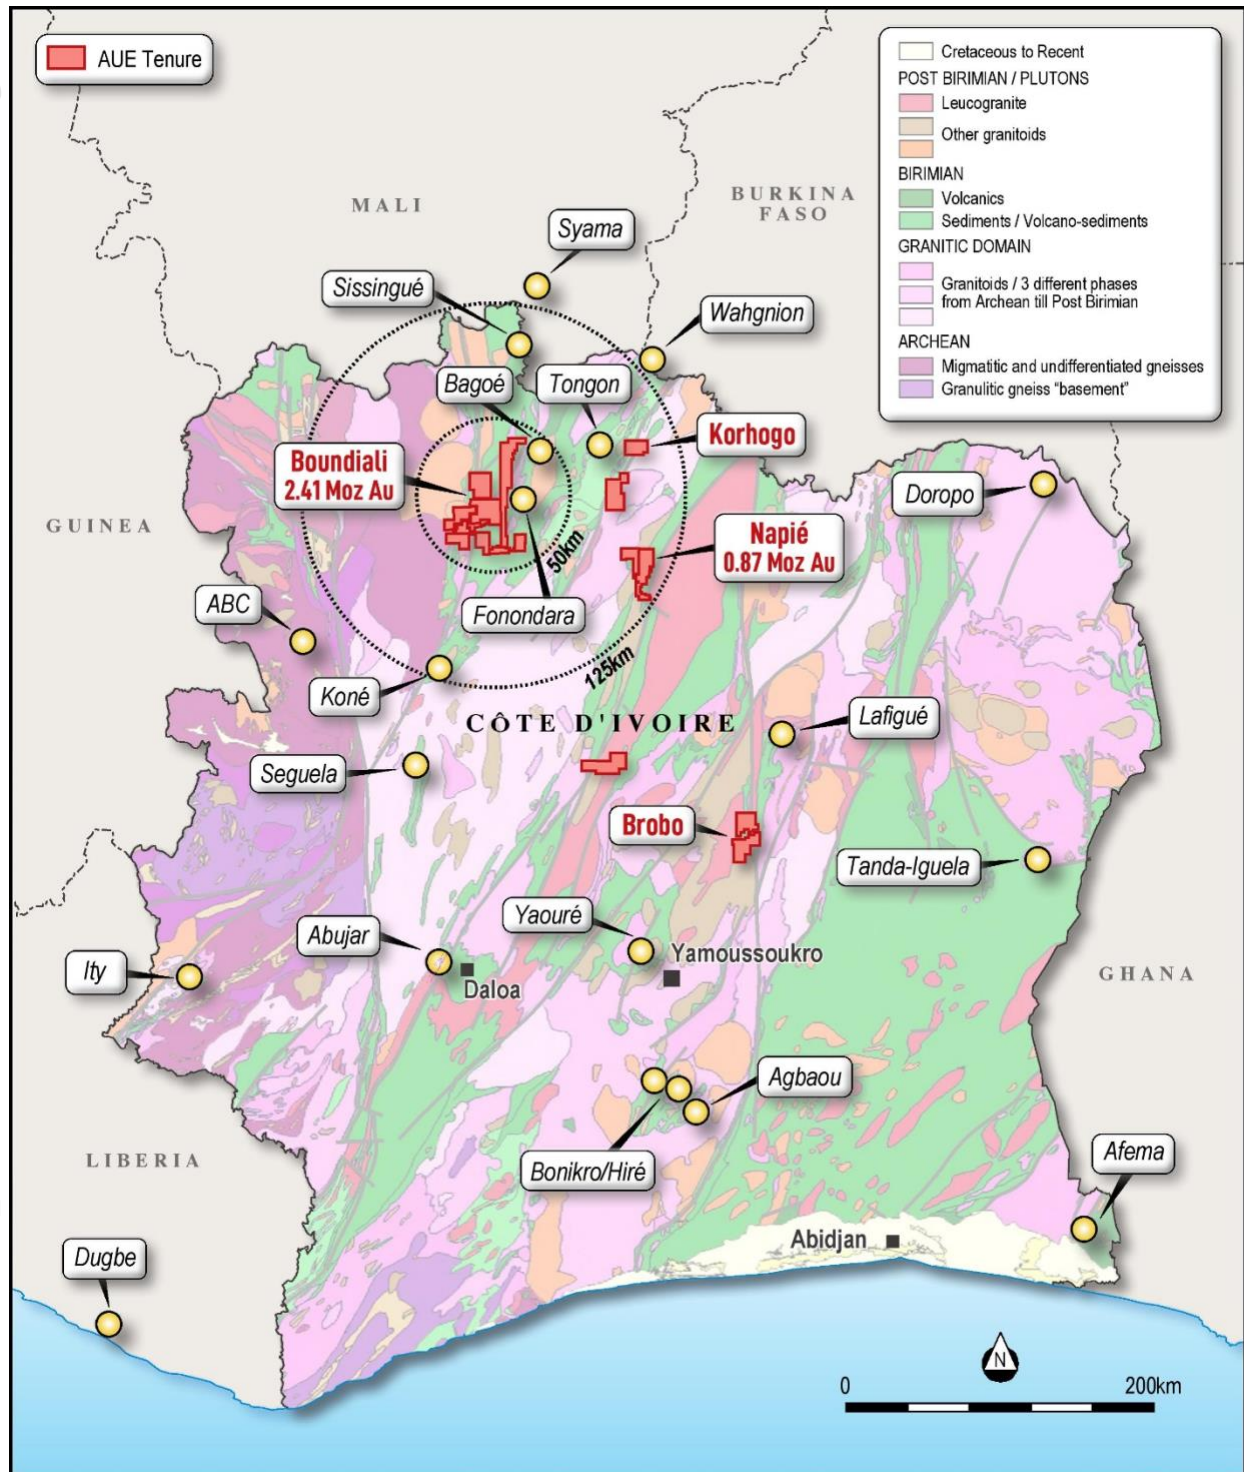 AUE Tenure
Cretaceous to Recent
POST BIRIMIAN / PLUTONS
Leucogranite
Other granitoids
BIRIMIAN
Volcanics
Sediments / Volcano-sediments
GRANITIC DOMAIN
Granitoids / 3 different phases
from Archean till Post Birimian
ARCHEAN
Migmatitic and undifferentiated gneisses
Granulitic gneiss "basement"
MALI
BURKINA
FASO
Syama
Sissingué
Wahgnion
Bagoé
Tongon
Korhogo
Boundiali
2.41 Moz Au
Doropo
GUINEA
Napié
0.87 Moz Au
50km
ABC
Fonondara
125km
Koné
CÔTE D'IVOIRE
Lafigué
Seguela
Brobo
Tanda-Iguela
Abujar
Yaouré
Yamoussoukro
Ity
Daloa
GHANA
Agbaou
LIBERIA
Bonikro/Hiré
Afema
Abidjan
Dugbe
N
0 200km